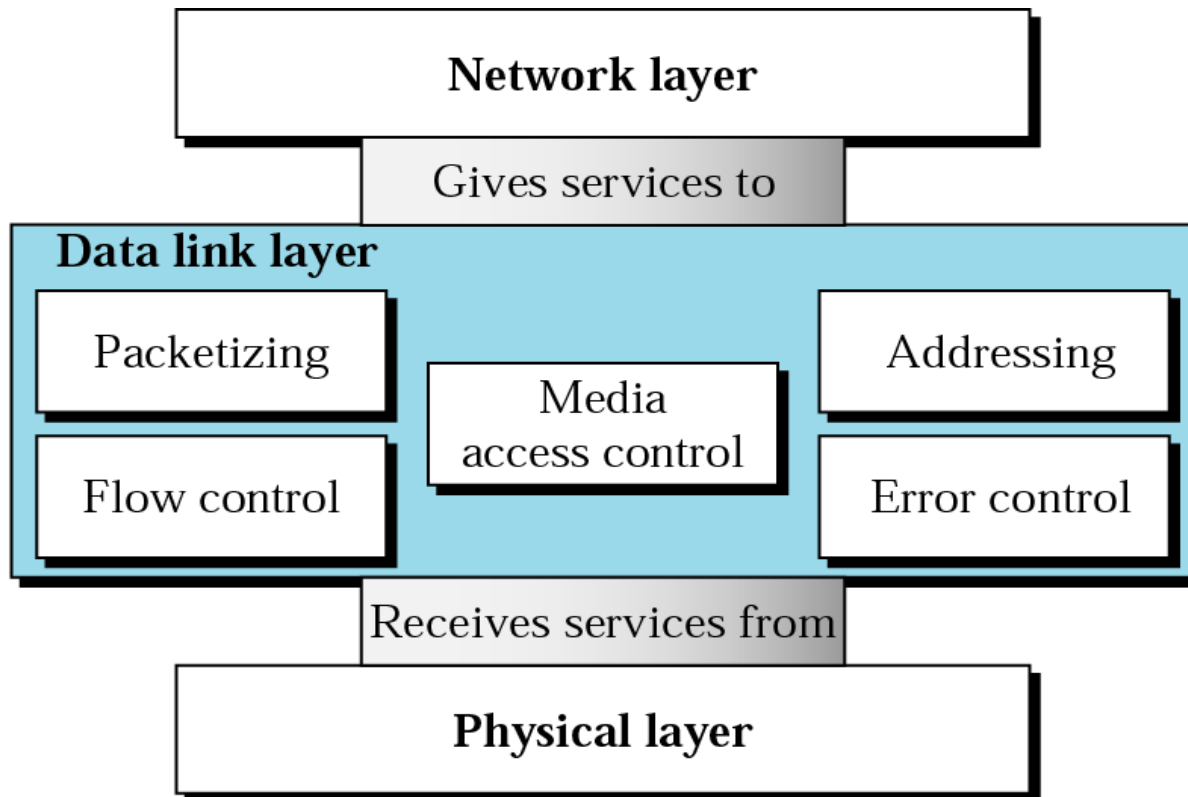 Network layer
Gives services to
Data link layer
Packetizing
Media
access control
Addressing
Flow control
Error control
Receives services from
Physical layer